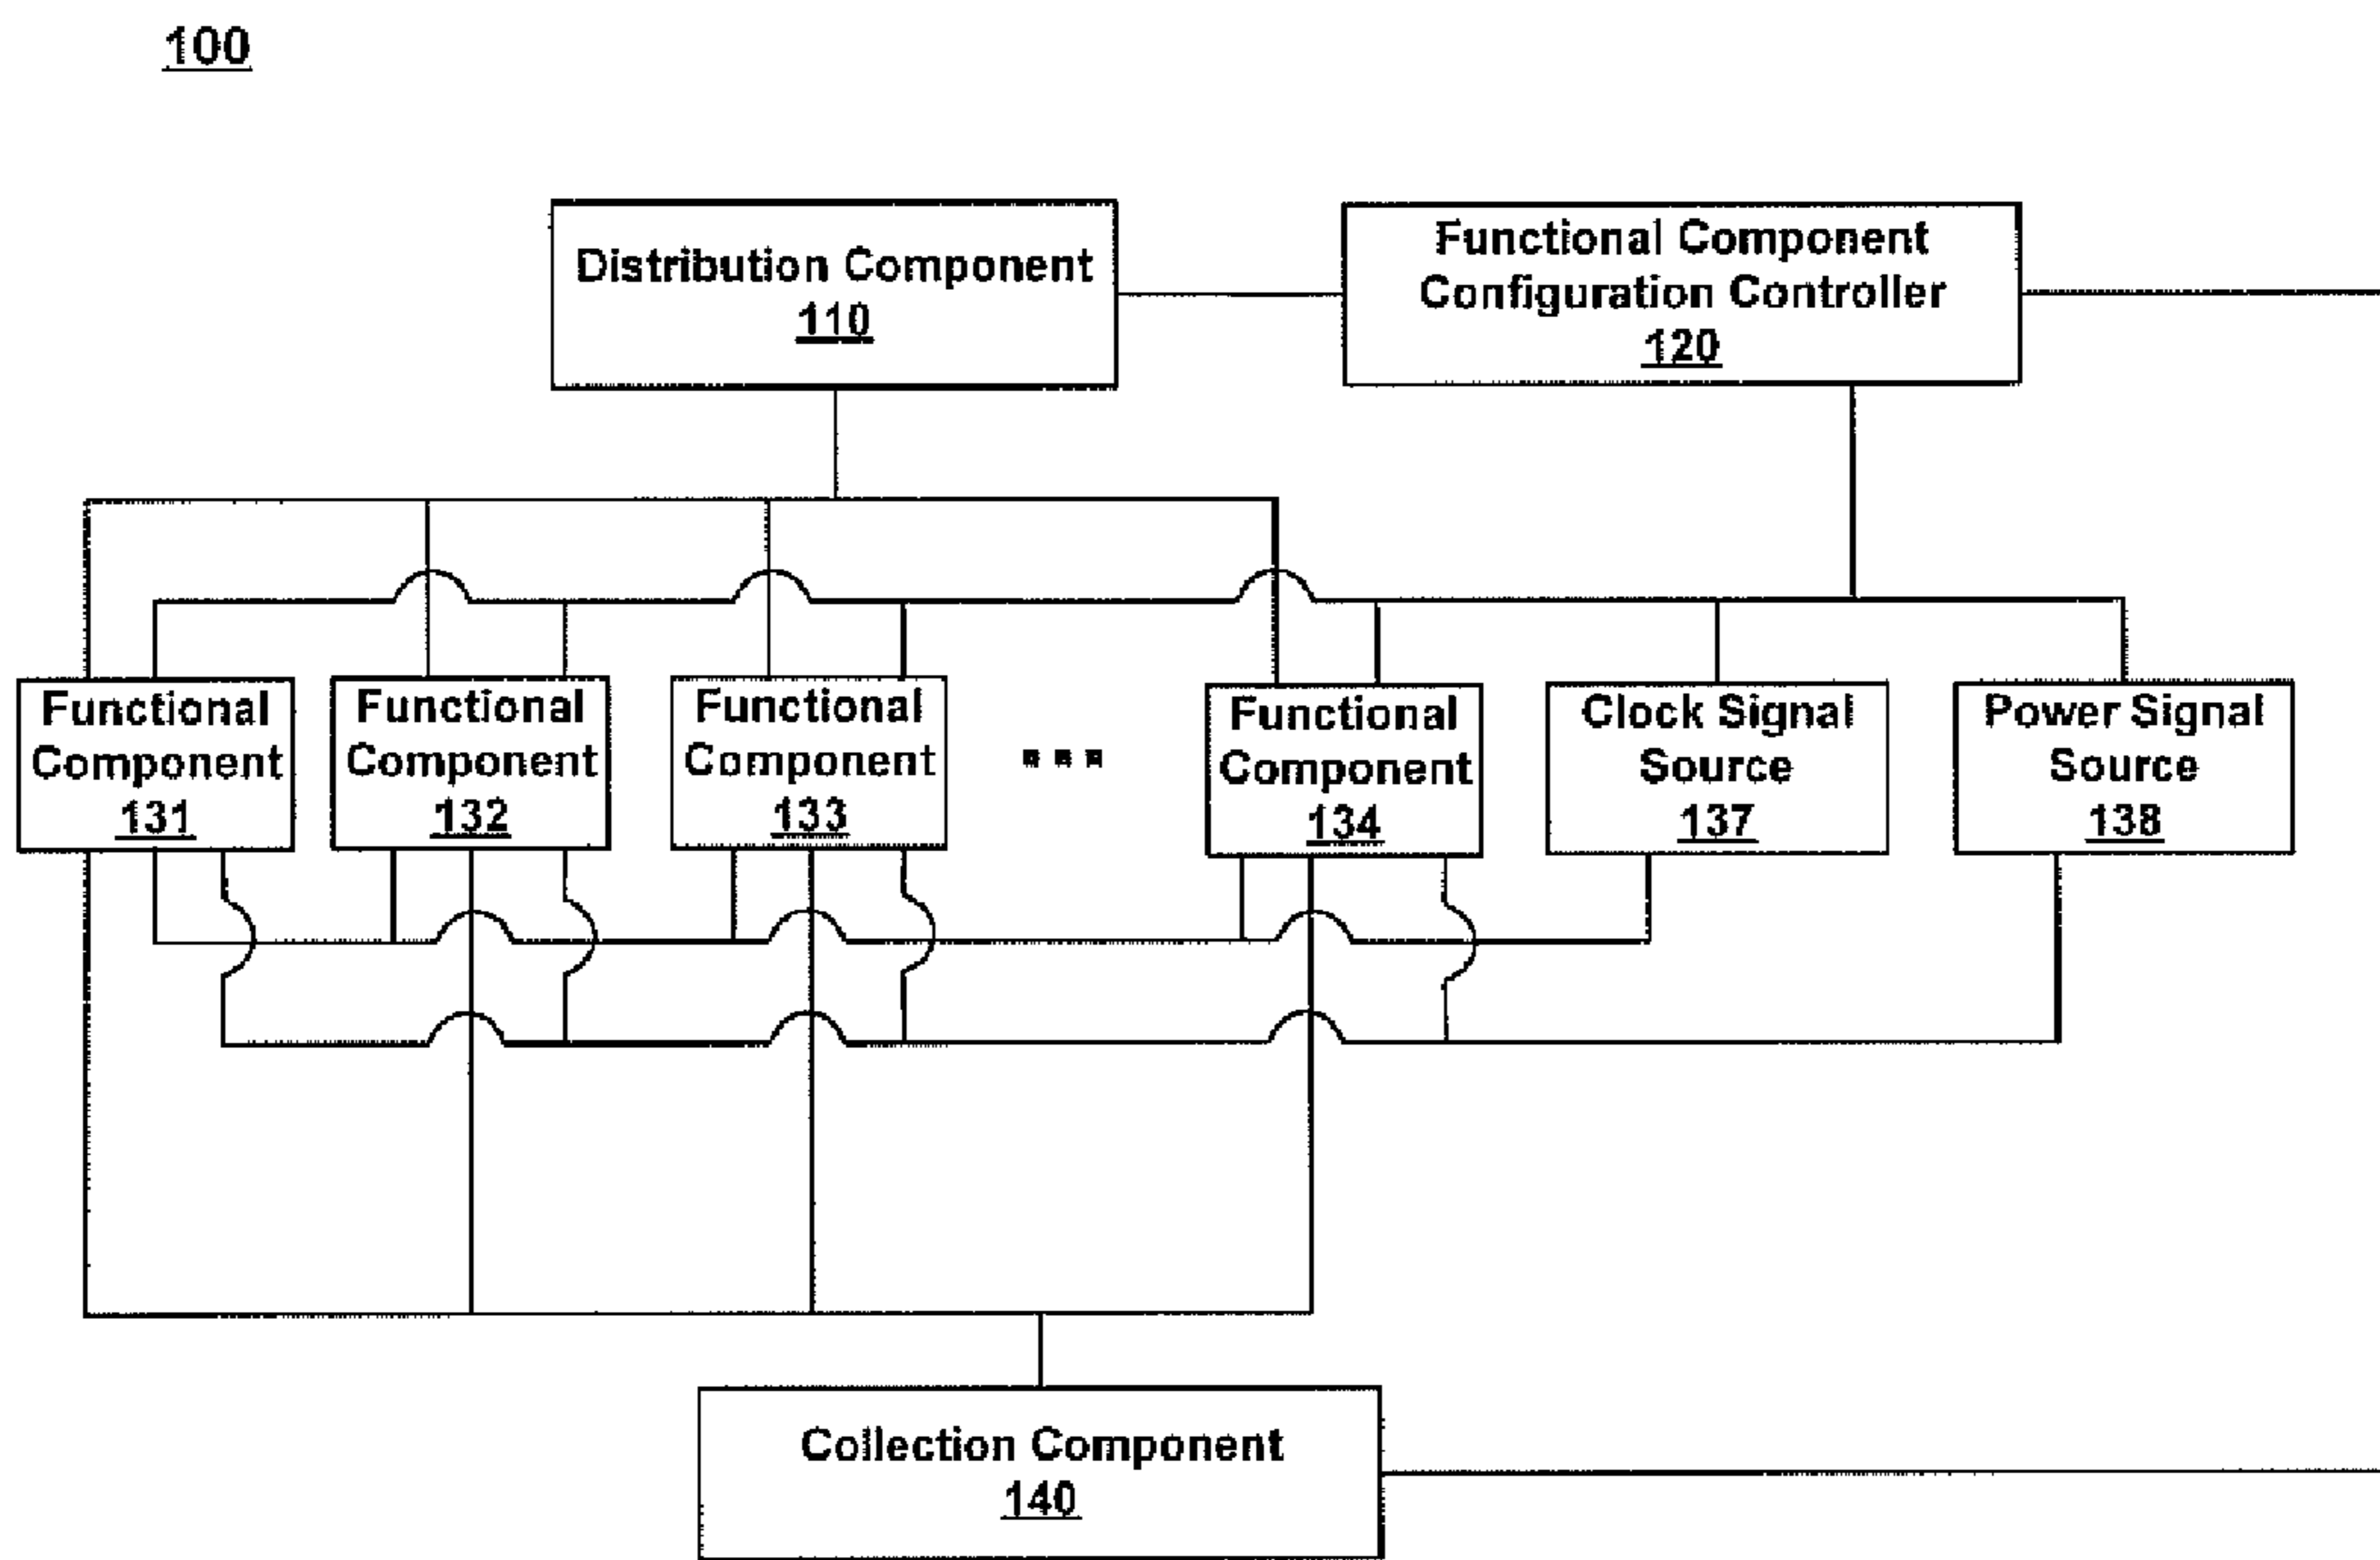 100
Distribution Component
110
Functional Component
Configuration Controller
120
Functional
Component
131
Functional
Component
132
Functional
Component
133
...
Functional
Component
134
Clock Signal
Source
137
Power Signal
Source
138
Collection Component
140